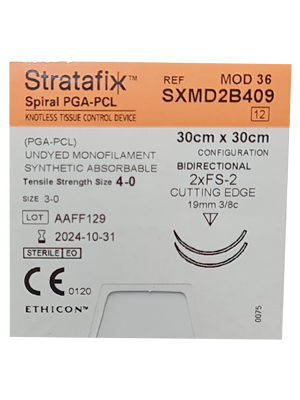 Stratafix™
Spiral PGA-PCL
KNOTLESS TISSUE CONTROL DEVICE
REF MOD 36
SXMD2B409
12
(PGA-PCL)
UNDYED MONOFILAMENT
SYNTHETIC ABSORBABLE
Tensile Strength Size 4-0
SIZE 3-0
LOT AAFF129
2024-10-31
STERILE EO
CE 0120
ETHICON™
30cm x 30cm
CONFIGURATION
BIDIRECTIONAL
2xFS-2
CUTTING EDGE
19mm 3/8c
0075